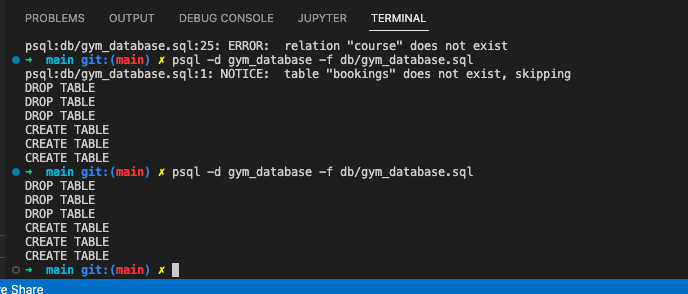 PROBLEMS OUTPUT DEBUG CONSOLE JUPYTER TERMINAL
psql:db/gym_database.sql:25: ERROR:  relation "course" does not exist
➜  main git:(main) ✗ psql -d gym_database -f db/gym_database.sql
psql:db/gym_database.sql:1: NOTICE:  table "bookings" does not exist, skipping
DROP TABLE
DROP TABLE
DROP TABLE
CREATE TABLE
CREATE TABLE
CREATE TABLE
➜  main git:(main) ✗ psql -d gym_database -f db/gym_database.sql
DROP TABLE
DROP TABLE
DROP TABLE
CREATE TABLE
CREATE TABLE
CREATE TABLE
➜  main git:(main) ✗
e Share